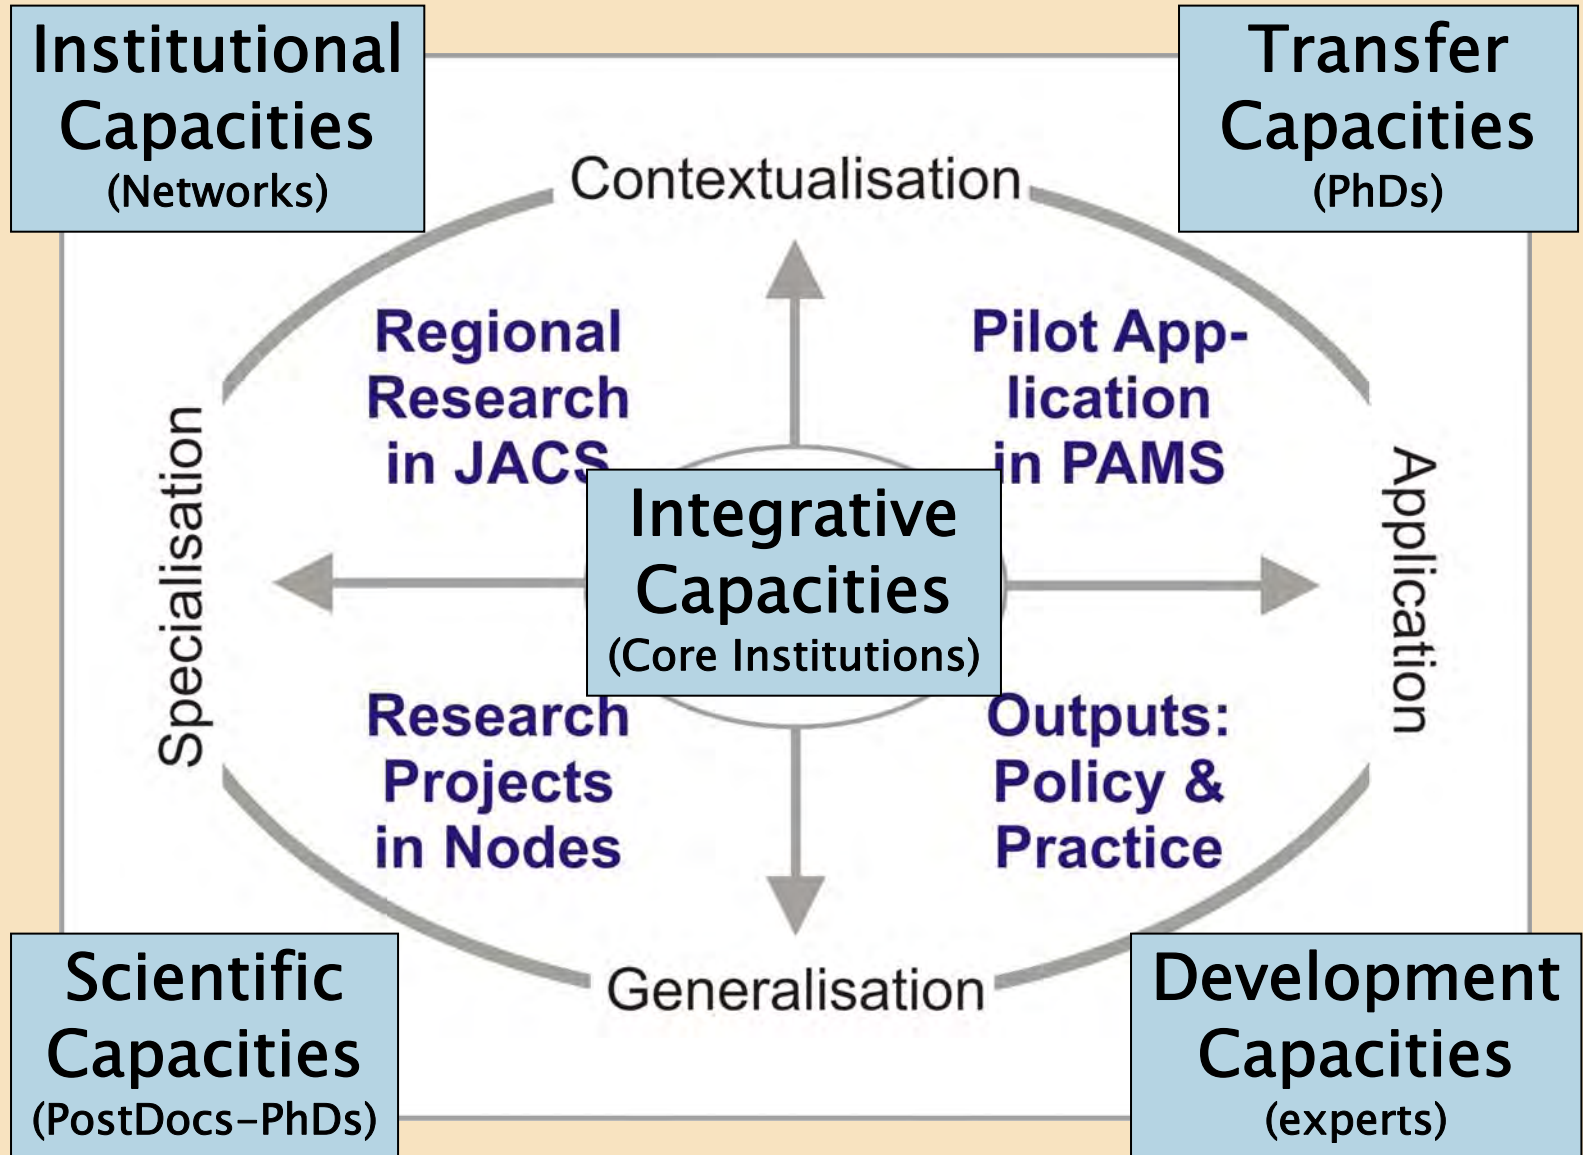 Institutional
Capacities
(Networks)
Transfer
Capacities
(PhDs)
Contextualisation
Regional
Research
in JACS
Pilot App-
lication
in PAMS
Specialisation
Integrative
Capacities
(Core Institutions)
Application
Research
Projects
in Nodes
Outputs:
Policy &
Practice
Generalisation
Scientific
Capacities
(PostDocs-PhDs)
Development
Capacities
(experts)